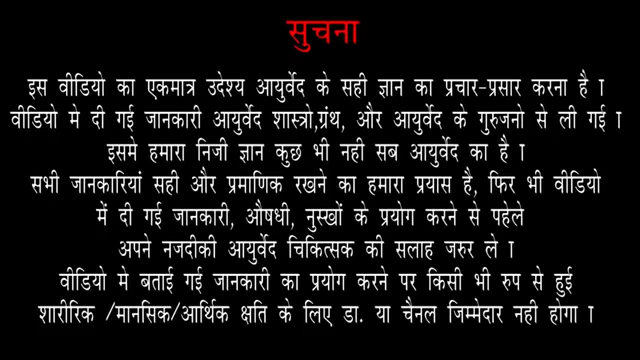 सुचना
इस वीडियो का एकमात्र उदेश्य आयुर्वेद के सही ज्ञान का प्रचार-प्रसार करना है ा
वीडियो मे दी गई जानकारी आयुर्वेद शास्त्रो,ग्रंथ, और आयुर्वेद के गुरुजनो से ली गई ा
इसमे हमारा निजी ज्ञान कुछ भी नही सब आयुर्वेद का है ा
सभी जानकारियां सही और प्रमाणिक रखने का हमारा प्रयास है, फिर भी वीडियो
में दी गई जानकारी, औषधी, नुस्खों के प्रयोग करने से पहेले
अपने नजदीकी आयुर्वेद चिकित्सक की सलाह जरुर ले ा
वीडियो मे बताई गई जानकारी का प्रयोग करने पर किसी भी रुप से हुई
शारीरिक /मानसिक/आर्थिक क्षति के लिए डा. या चैनल जिम्मेदार नही होगा ा